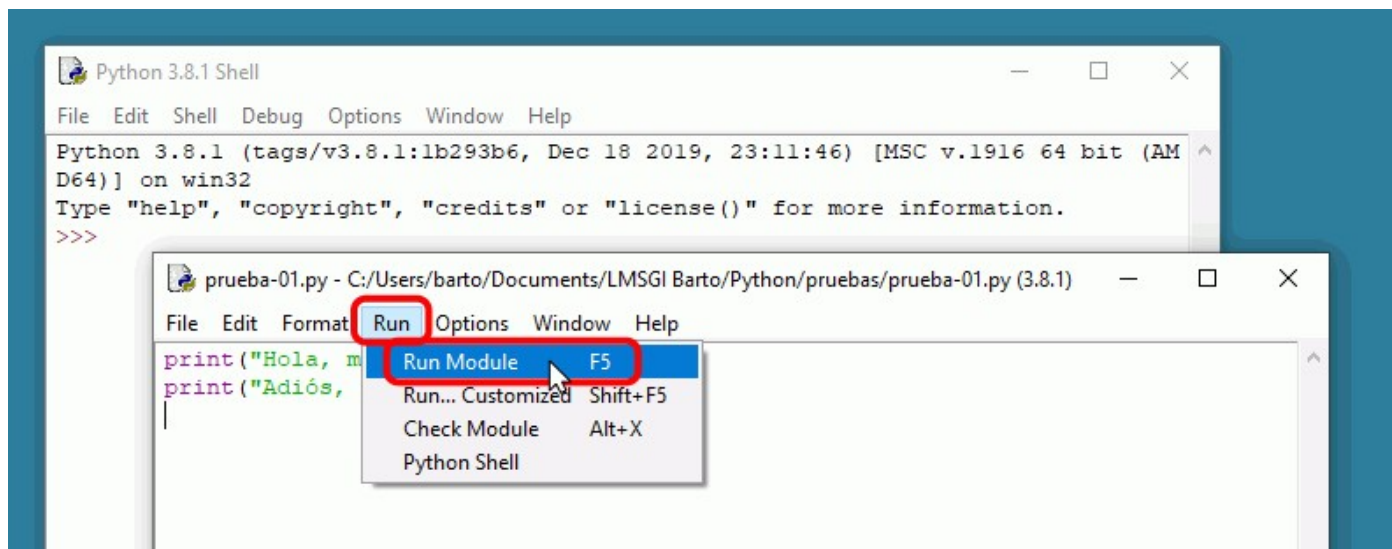 Python 3.8.1 Shell
File Edit Shell Debug Options Window Help
Python 3.8.1 (tags/v3.8.1:1b293b6, Dec 18 2019, 23:11:46) [MSC v.1916 64 bit (AM
D64)] on win32
Type "help", "copyright", "credits" or "license()" for more information.
>>>
prueba-01.py - C:/Users/barto/Documents/LMSGI Barto/Python/pruebas/prueba-01.py (3.8.1)
File Edit Format Run Options Window Help
print("Hola, m
print("Adiós,
Run Module F5
Run... Customized Shift+F5
Check Module Alt+X
Python Shell